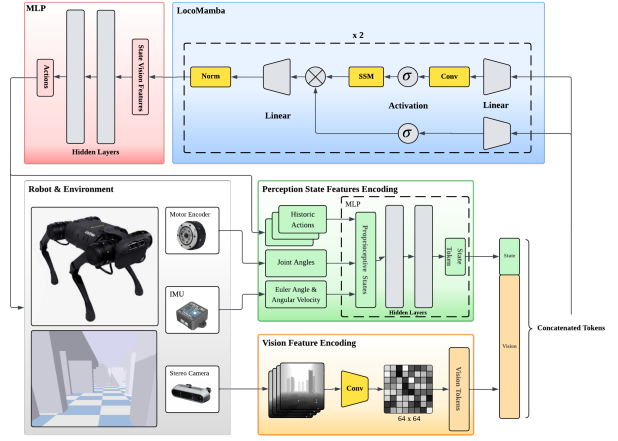 MLP
Actions
State Vision Features
Hidden Layers
LocoMamba
x 2
Norm
Linear
SSM
σ
Activation
Conv
Linear
σ
Robot & Environment
Motor Encoder
IMU
Stereo Camera
Perception State Features Encoding
Historic
Actions
Joint Angles
Euler Angle &
Angular Velocity
MLP
Proprioceptive States
Hidden Layers
State
Token
Vision Feature Encoding
Conv
64 x 64
Vision Tokens
State
Vision
Concatenated Tokens